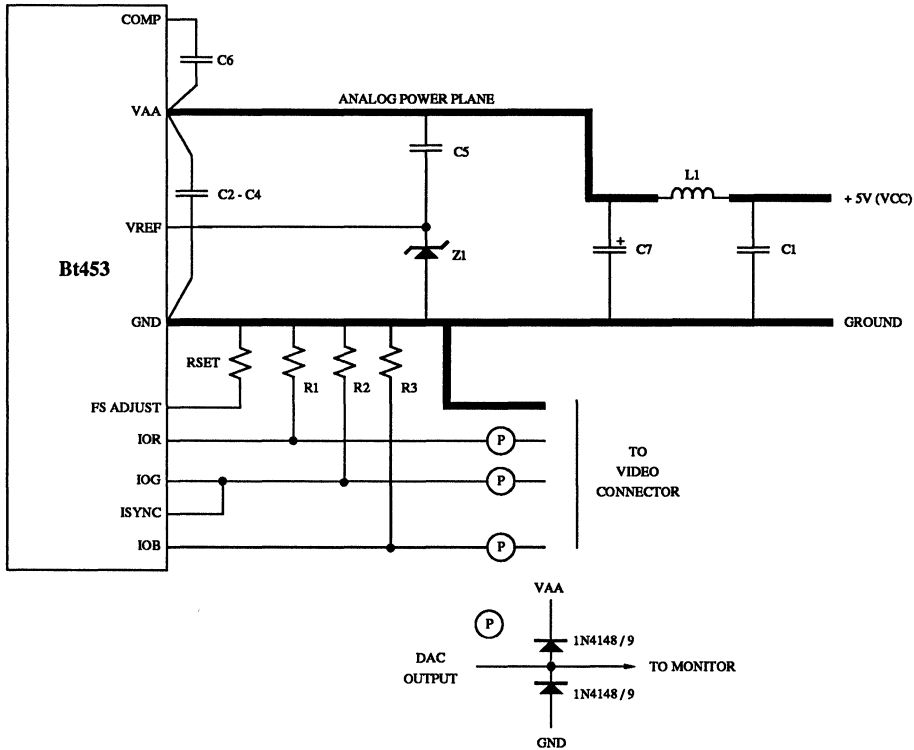 COMP
C6
ANALOG POWER PLANE
VAA
C5
L1
C2 - C4
+ 5V (VCC)
VREF
Z1
+
C7
C1
Bt453
GND
GROUND
RSET
R1
R2
R3
FS ADJUST
IOR
P
TO
VIDEO
CONNECTOR
IOG
P
ISYNC
IOB
P
VAA
P
1N4148 / 9
DAC
OUTPUT
TO MONITOR
1N4148 / 9
GND